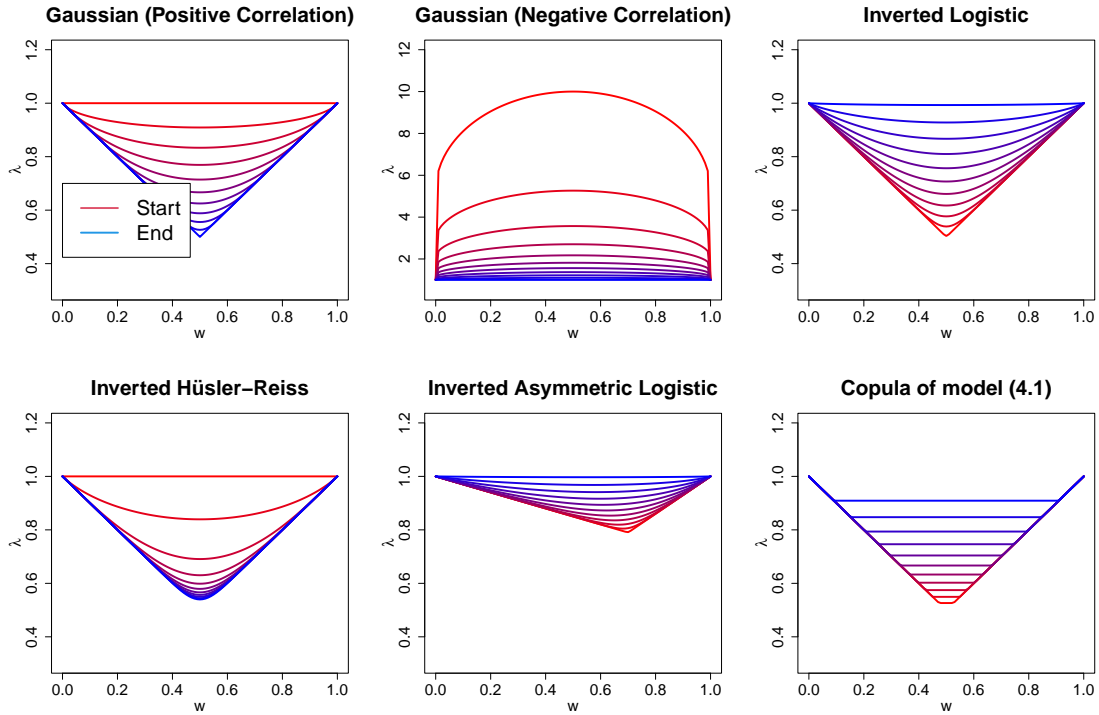 Gaussian (Positive Correlation)
λ
1.2
1.0
0.8
0.6
0.4
Start
End
0.0 0.2 0.4 0.6 0.8 1.0
w
Gaussian (Negative Correlation)
λ
12
10
8
6
4
2
0.0 0.2 0.4 0.6 0.8 1.0
w
Inverted Logistic
λ
1.2
1.0
0.8
0.6
0.4
0.0 0.2 0.4 0.6 0.8 1.0
w
Inverted Hüsler−Reiss
λ
1.2
1.0
0.8
0.6
0.4
0.0 0.2 0.4 0.6 0.8 1.0
w
Inverted Asymmetric Logistic
λ
1.2
1.0
0.8
0.6
0.4
0.0 0.2 0.4 0.6 0.8 1.0
w
Copula of model (4.1)
λ
1.2
1.0
0.8
0.6
0.4
0.0 0.2 0.4 0.6 0.8 1.0
w